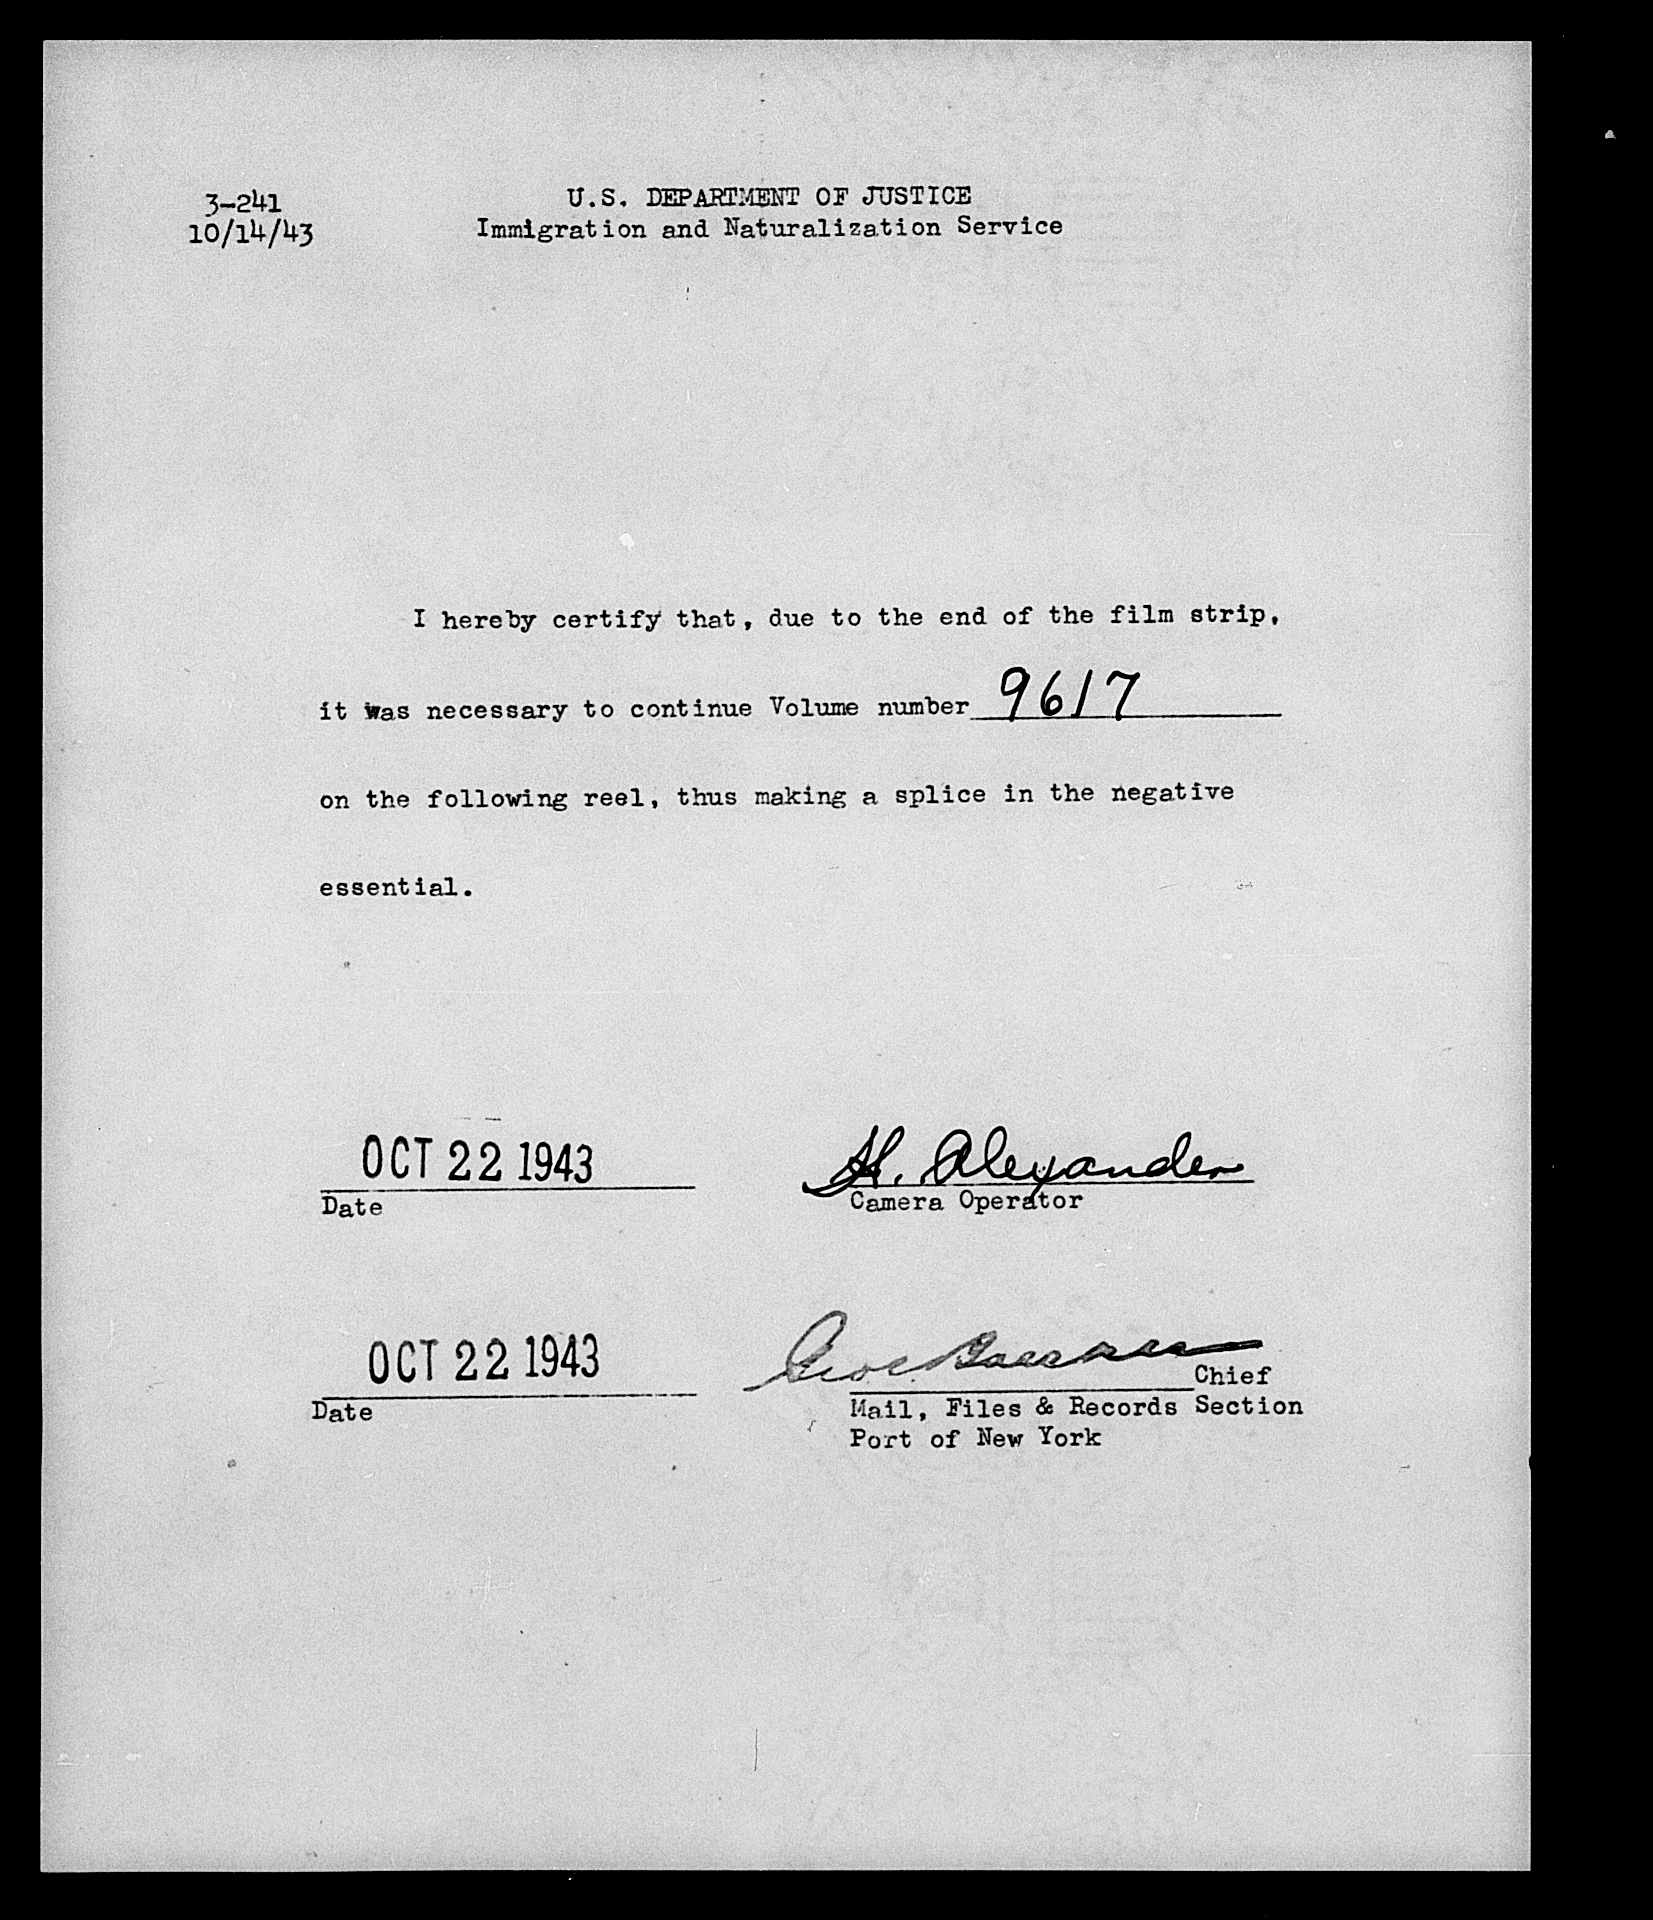 3-241
10/14/43
U.S. DEPARTMENT OF JUSTICE
Immigration and Naturalization Service
I hereby certify that, due to the end of the film strip,
it was necessary to continue Volume number 9617
on the following reel, thus making a splice in the negative
essential.
OCT 22 1943
Date
H. Alexander
Camera Operator
OCT 22 1943
Date
Chief
Mail, Files & Records Section
Port of New York